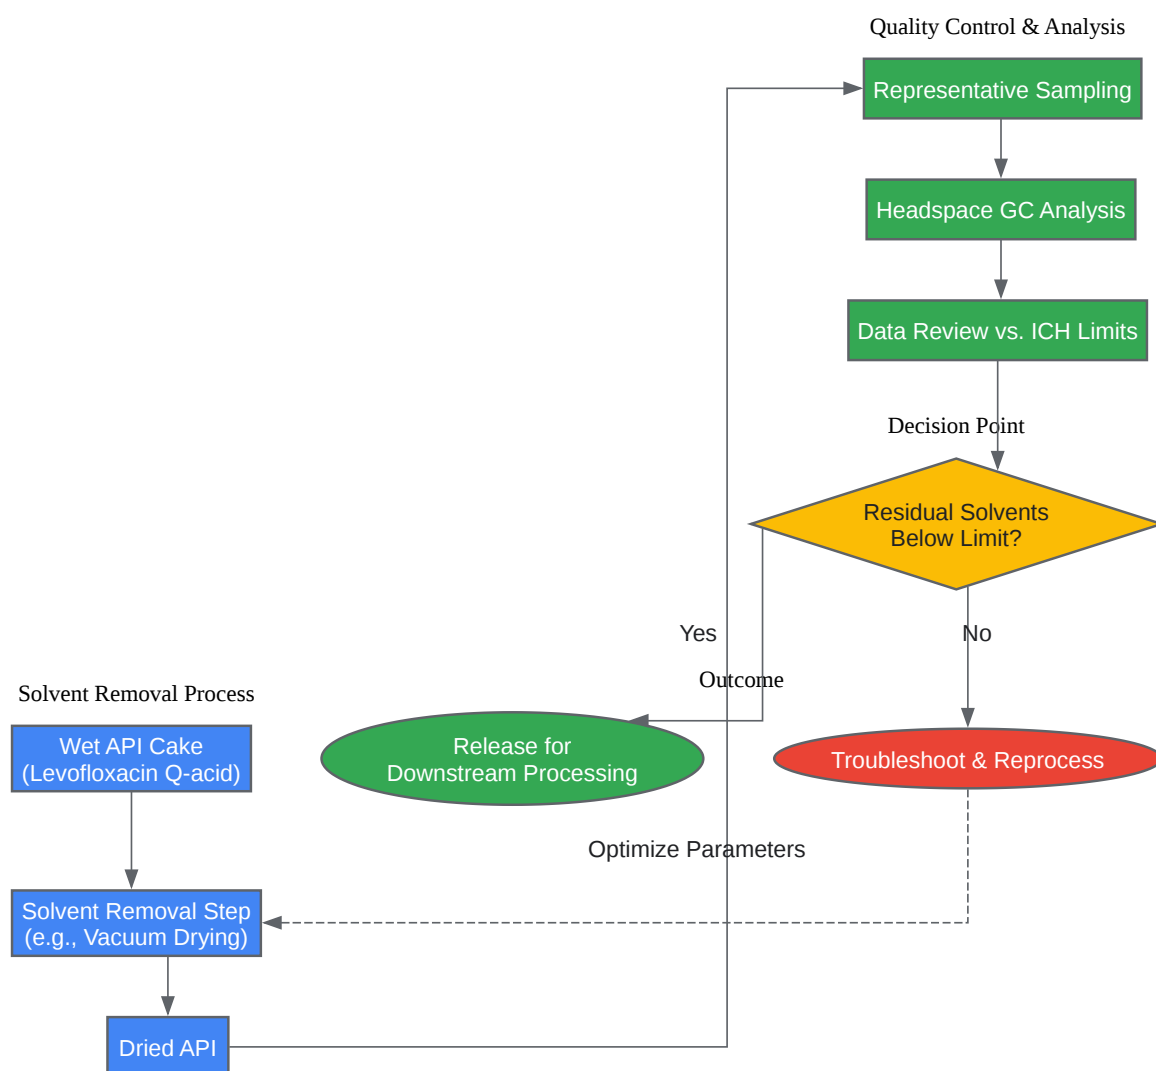 Quality Control & Analysis
Representative Sampling
Headspace GC Analysis
Data Review vs. ICH Limits
Decision Point
Residual Solvents
Below Limit?
Yes
No
Outcome
Solvent Removal Process
Wet API Cake
(Levofloxacin Q-acid)
Release for
Downstream Processing
Troubleshoot & Reprocess
Optimize Parameters
Solvent Removal Step
(e.g., Vacuum Drying)
Dried API